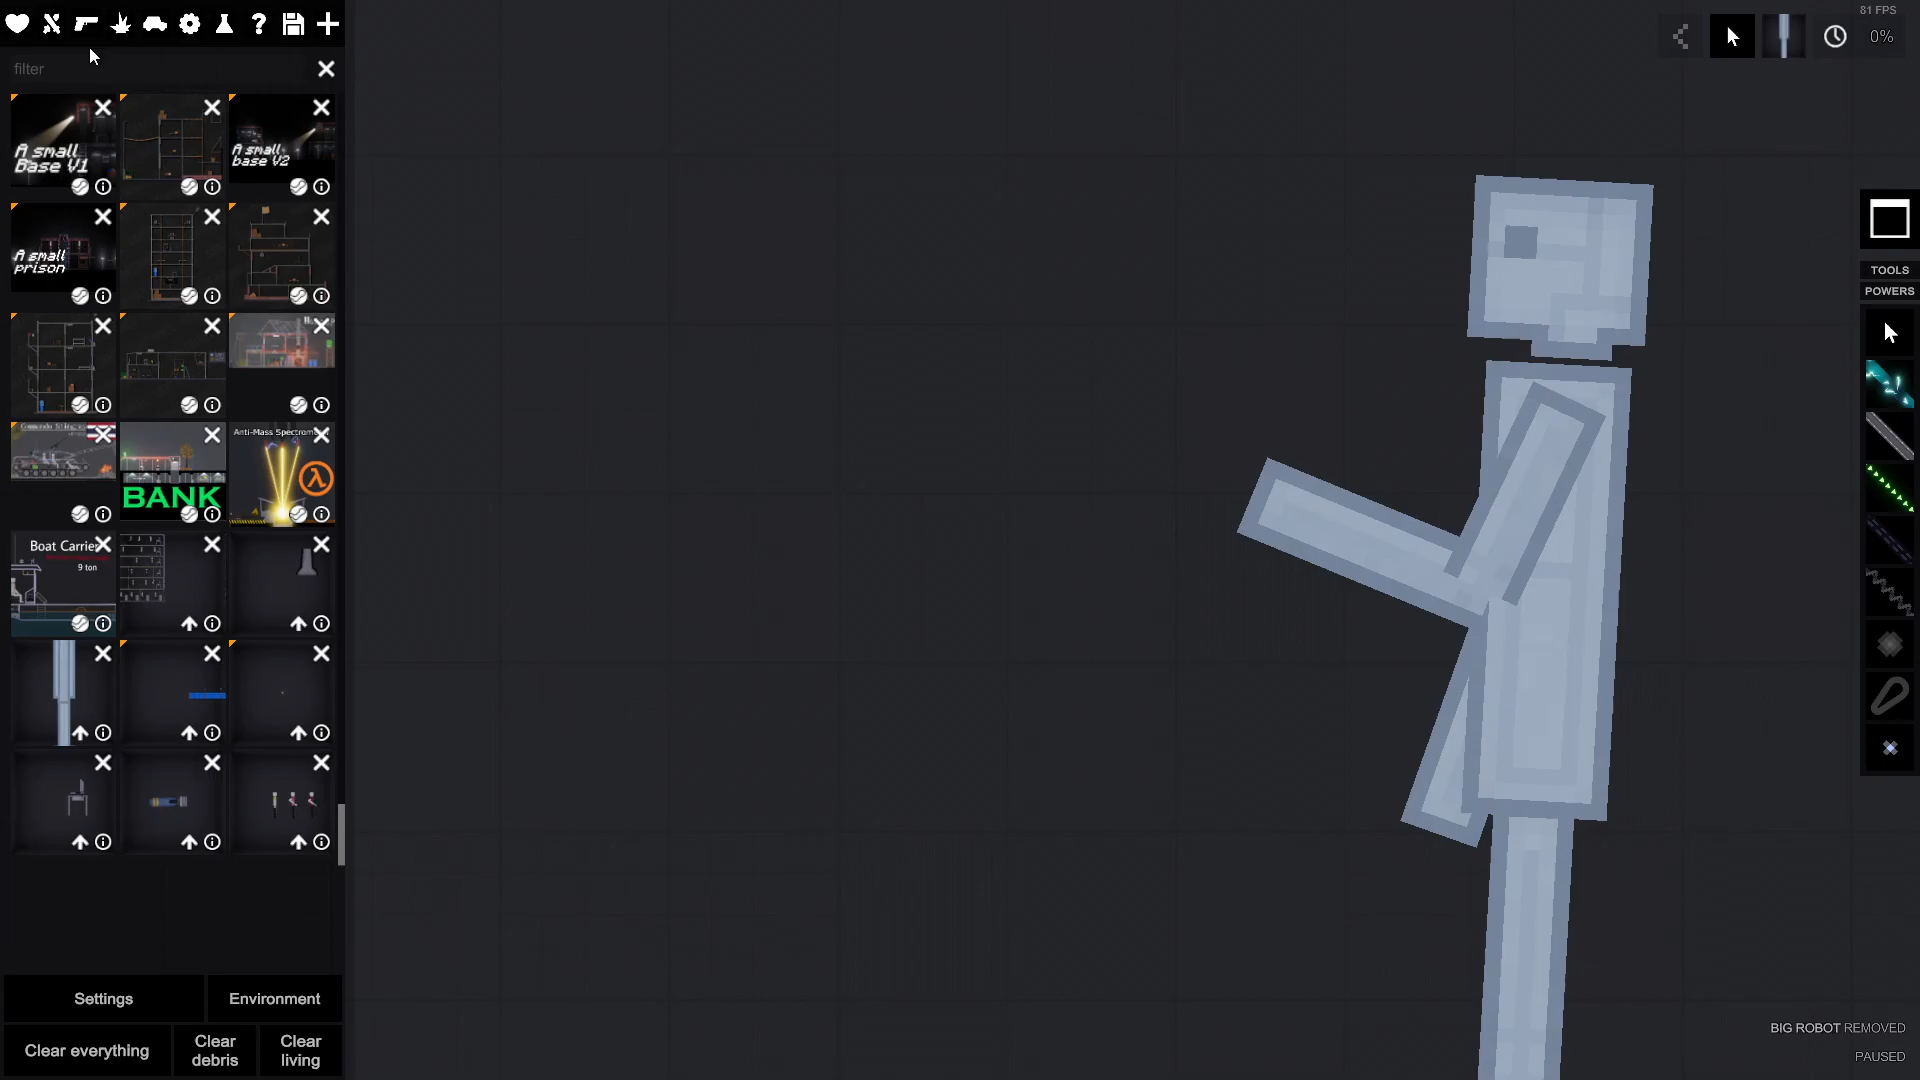 81 FPS
0%
filter
A small
Base V1
A small
base V2
A small
prison
BANK
Anti-Mass Spectrom
Boat Carrier
9 ton
TOOLS
POWERS
Settings
Environment
Clear everything
Clear
debris
Clear
living
BIG ROBOT REMOVED
PAUSED